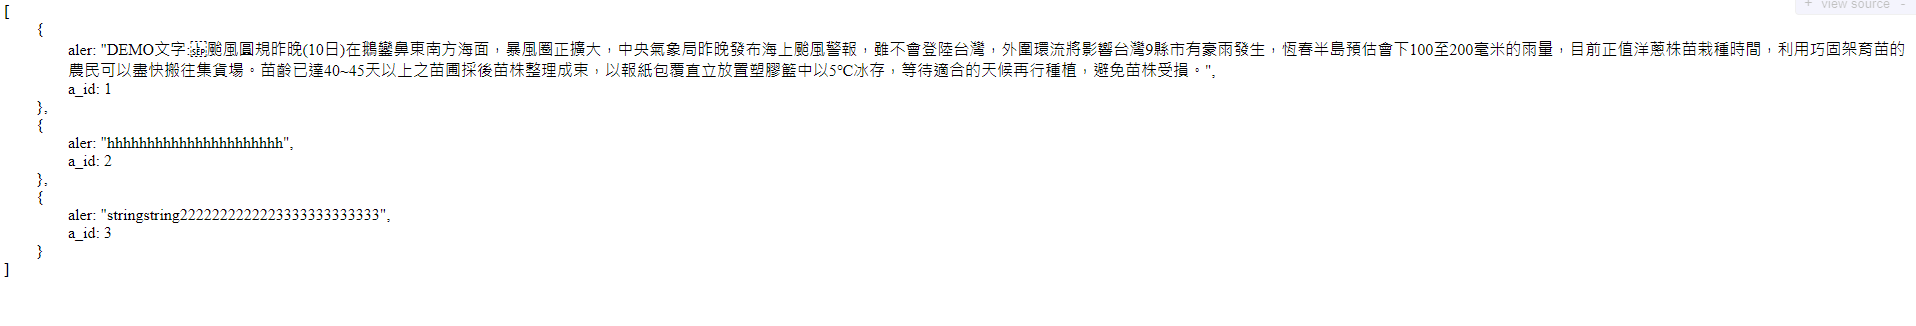 + view source -
[
{
aler: "DEMO文字:颱風圓規昨晚(10日)在鵝鑾鼻東南方海面，暴風圈正擴大，中央氣象局昨晚發布海上颱風警報，雖不會登陸台灣，外圍環流將影響台灣9縣市有豪雨發生，恆春半島預估會下100至200毫米的雨量，目前正值洋蔥株苗栽種時間，利用巧固架育苗的
農民可以盡快搬往集貨場。苗齡已達40~45天以上之苗圃採後苗株整理成束，以報紙包覆直立放置塑膠籃中以5°C冰存，等待適合的天候再行種植，避免苗株受損。",
a_id: 1
},
{
aler: "hhhhhhhhhhhhhhhhhhhhhh",
a_id: 2
},
{
aler: "stringstring2222222222223333333333333",
a_id: 3
}
]